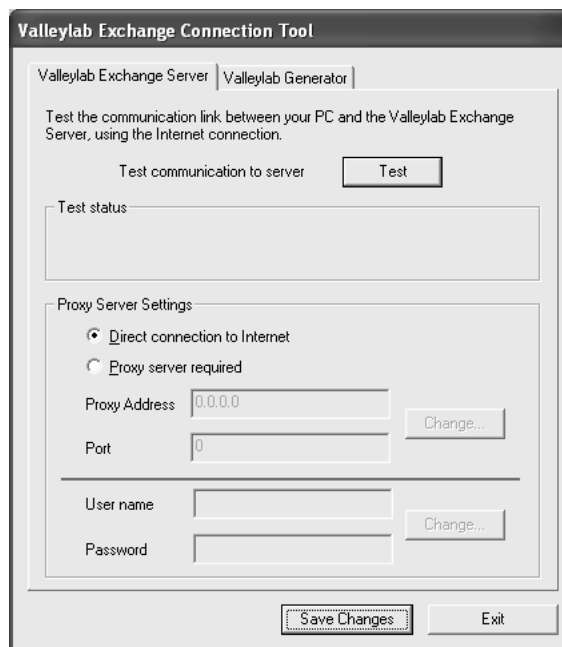 Valleylab Exchange Connection Tool
Valleylab Exchange Server Valleylab Generator
Test the communication link between your PC and the Valleylab Exchange
Server, using the Internet connection.
Test communication to server Test
Test status
Proxy Server Settings
Direct connection to Internet
Proxy server required
Proxy Address 0.0.0.0
Change...
Port 0
User name
Change...
Password
Save Changes Exit